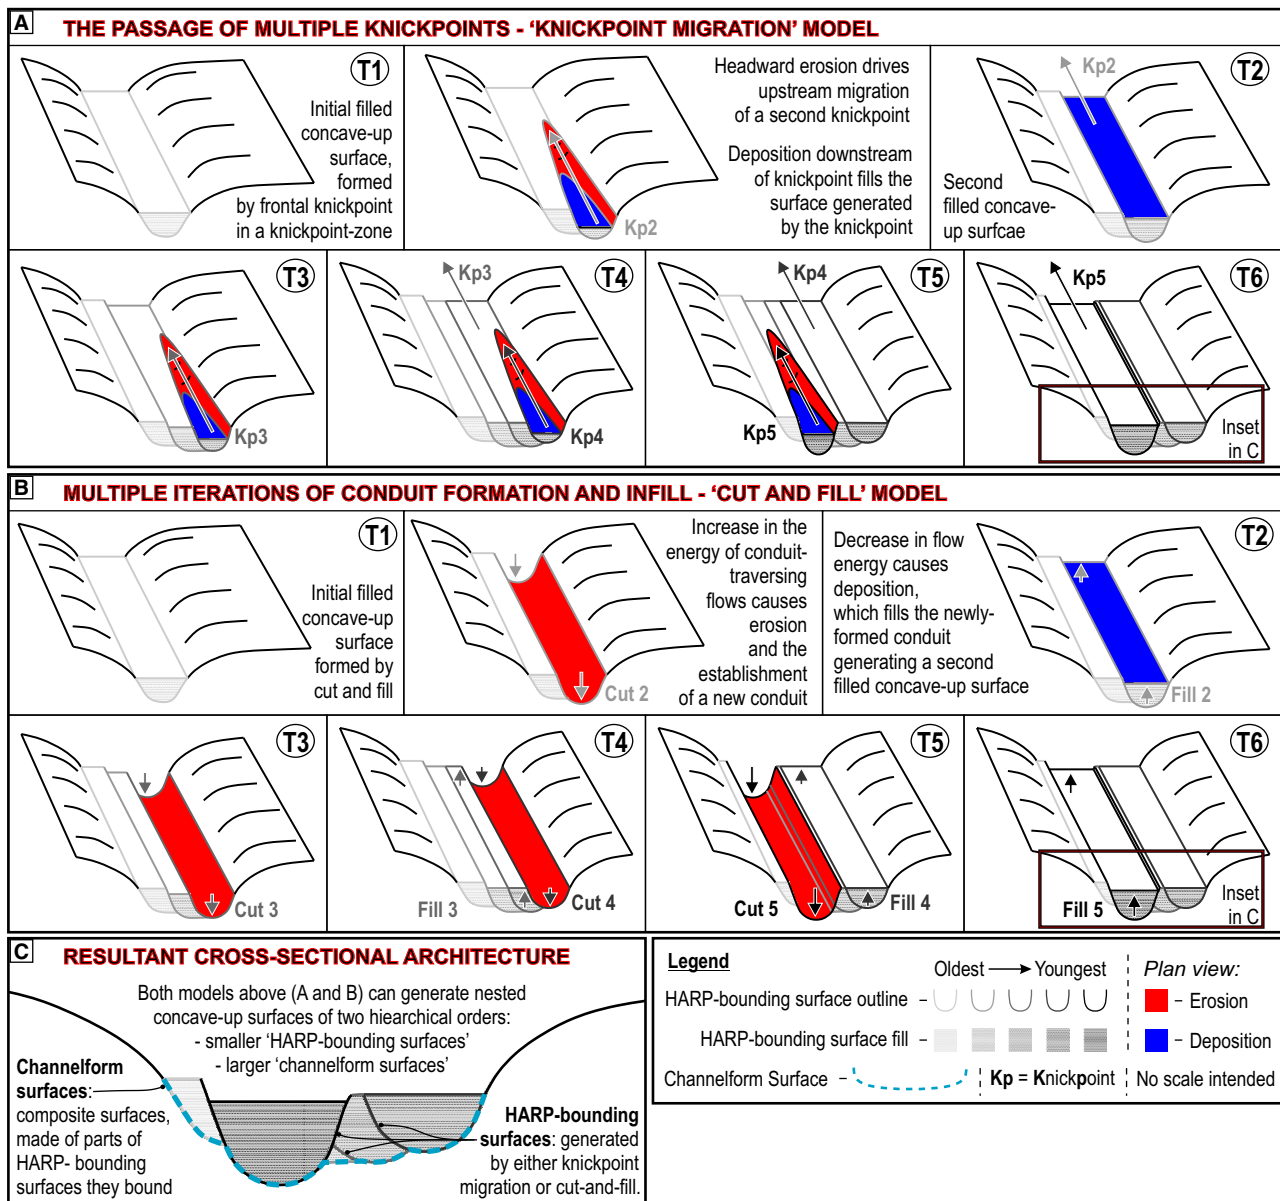 A
THE PASSAGE OF MULTIPLE KNICKPOINTS - ‘KNICKPOINT MIGRATION’ MODEL
T1
Initial filled
concave-up
surface,
formed
by frontal knickpoint
in a knickpoint-zone
Kp2
Headward erosion drives
upstream migration
of a second knickpoint
Deposition downstream
of knickpoint fills the
surface generated
by the knickpoint
Kp2
T2
Second
filled concave-
up surfcae
T3
Kp3
Kp3
T4
Kp4
Kp4
T5
Kp5
Kp5
T6
Inset
in C
B
MULTIPLE ITERATIONS OF CONDUIT FORMATION AND INFILL - ‘CUT AND FILL’ MODEL
T1
Initial filled
concave-up
surface
formed by
cut and fill
Cut 2
Increase in the
energy of conduit-
traversing
flows causes
erosion
and the
establishment
of a new conduit
Decrease in flow
energy causes
deposition,
which fills the newly-
formed conduit
generating a second
filled concave-up surface
T2
Fill 2
T3
Cut 3
T4
Fill 3
Cut 4
T5
Cut 5
Fill 4
T6
Fill 5
Inset
in C
C
RESULTANT CROSS-SECTIONAL ARCHITECTURE
Both models above (A and B) can generate nested
concave-up surfaces of two hiearchical orders:
- smaller ‘HARP-bounding surfaces’
- larger ‘channelform surfaces’
Channelform
surfaces:
composite surfaces,
made of parts of
HARP- bounding
surfaces they bound
HARP-bounding
surfaces: generated
by either knickpoint
migration or cut-and-fill.
Legend
Oldest
Youngest
HARP-bounding surface outline -
HARP-bounding surface fill -
Channelform Surface -
Kp = Knickpoint
Plan view:
- Erosion
- Deposition
No scale intended